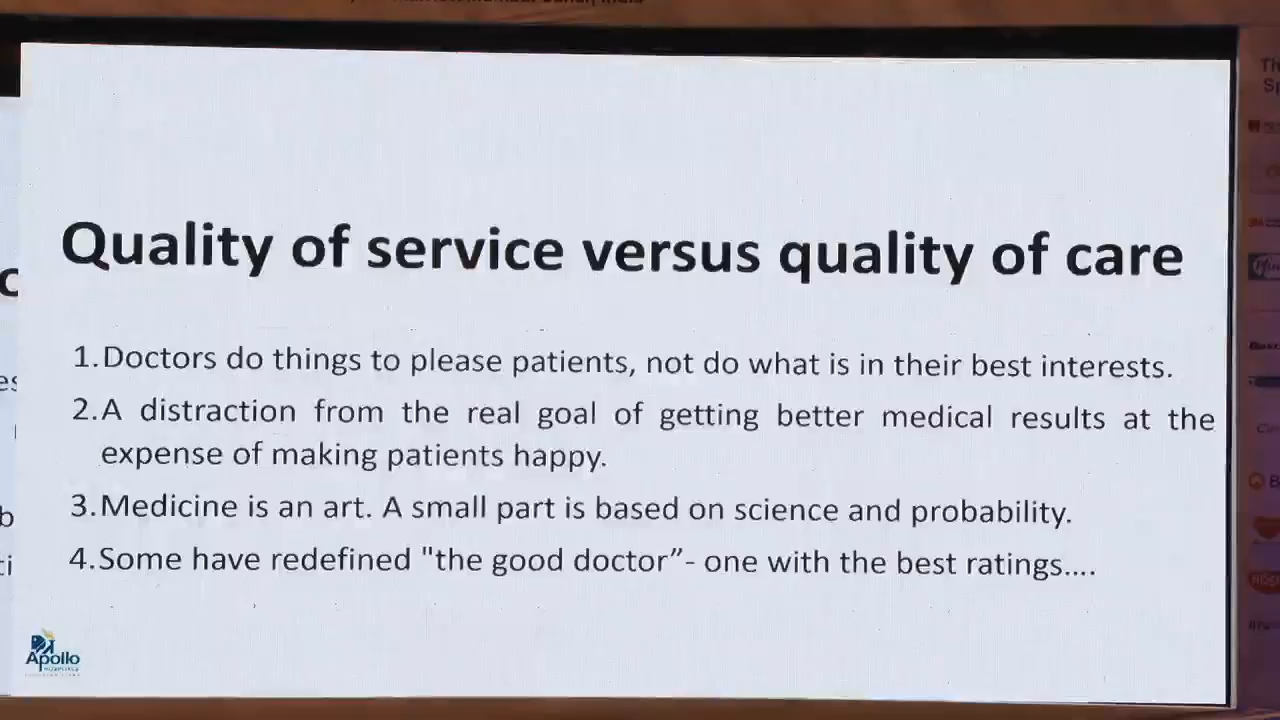 Quality of service versus quality of care
1.Doctors do things to please patients, not do what is in their best interests.
2.A distraction from the real goal of getting better medical results at the
expense of making patients happy.
3.Medicine is an art. A small part is based on science and probability.
4.Some have redefined "the good doctor”- one with the best ratings....
Apollo
HOSPITALS